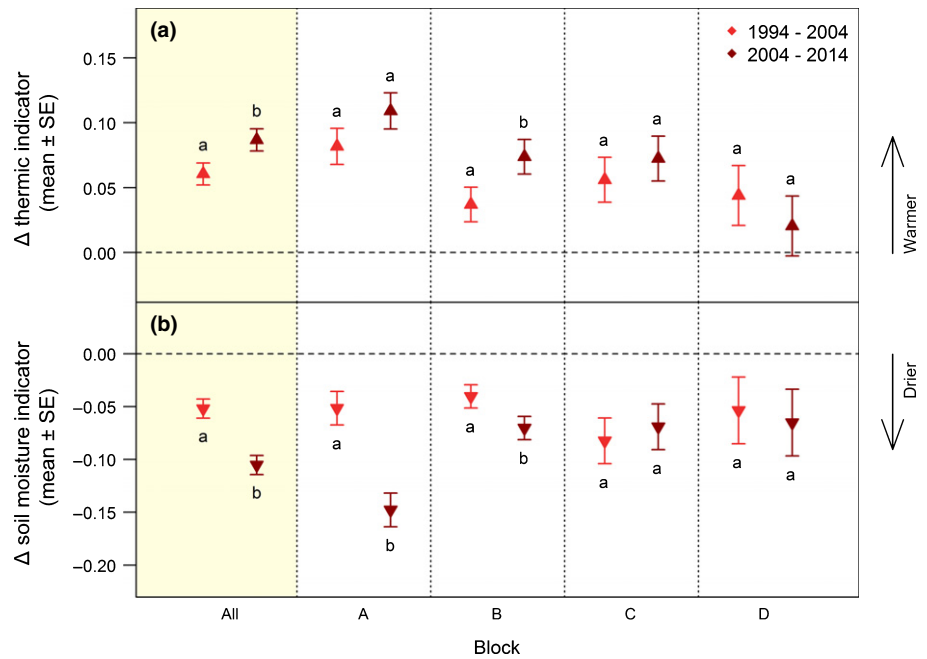 (a)
1994 - 2004
2004 - 2014
Δ thermic indicator
(mean ± SE)
0.15
0.10
0.05
0.00
a
b
a
a
a
b
a
a
a
a
Warmer
(b)
Δ soil moisture indicator
(mean ± SE)
0.00
−0.05
−0.10
−0.15
−0.20
a
b
a
b
a
b
a
a
a
a
Drier
All
A
B
C
D
Block